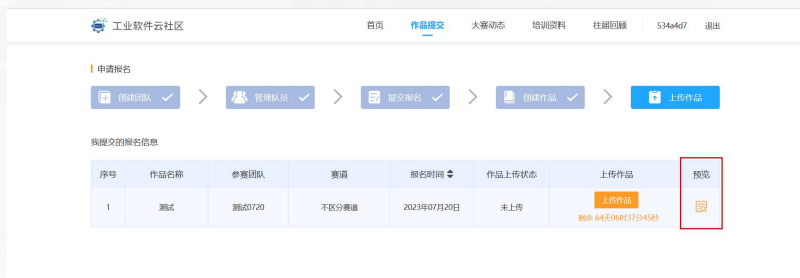 工业软件云社区 首页 作品提交 大赛动态 培训资料 往届回顾 534a4d7 退出
申请报名
创建团队 管理队员 提交报名 创建作品 上传作品
我提交的报名信息
序号 作品名称 参赛团队 赛道 报名时间 作品上传状态 上传作品 预览
1 测试 测试0720 不区分赛道 2023年07月20日 未上传 上传作品
剩余 64天06时37分45秒